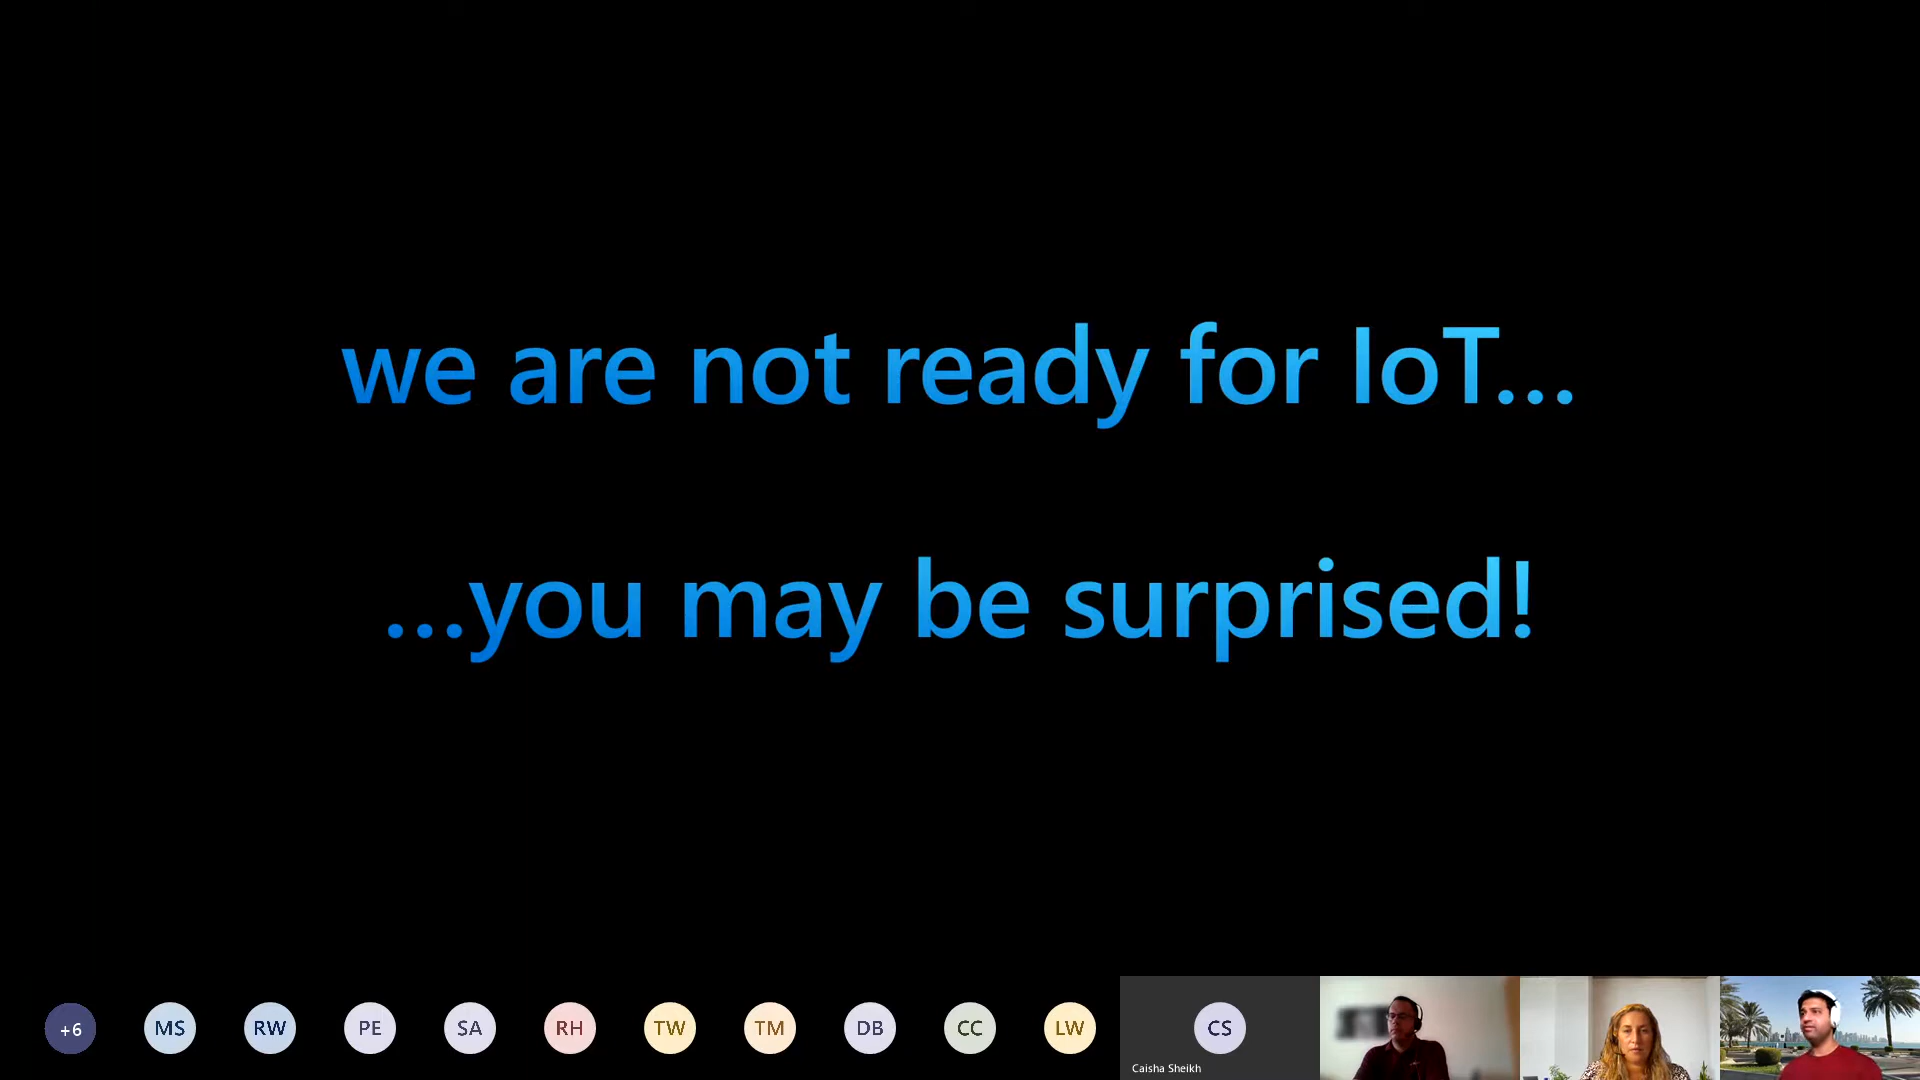 we are not ready for IoT...
...you may be surprised!
+6 MS RW PE SA RH TW TM DB CC LW CS
Caisha Sheikh